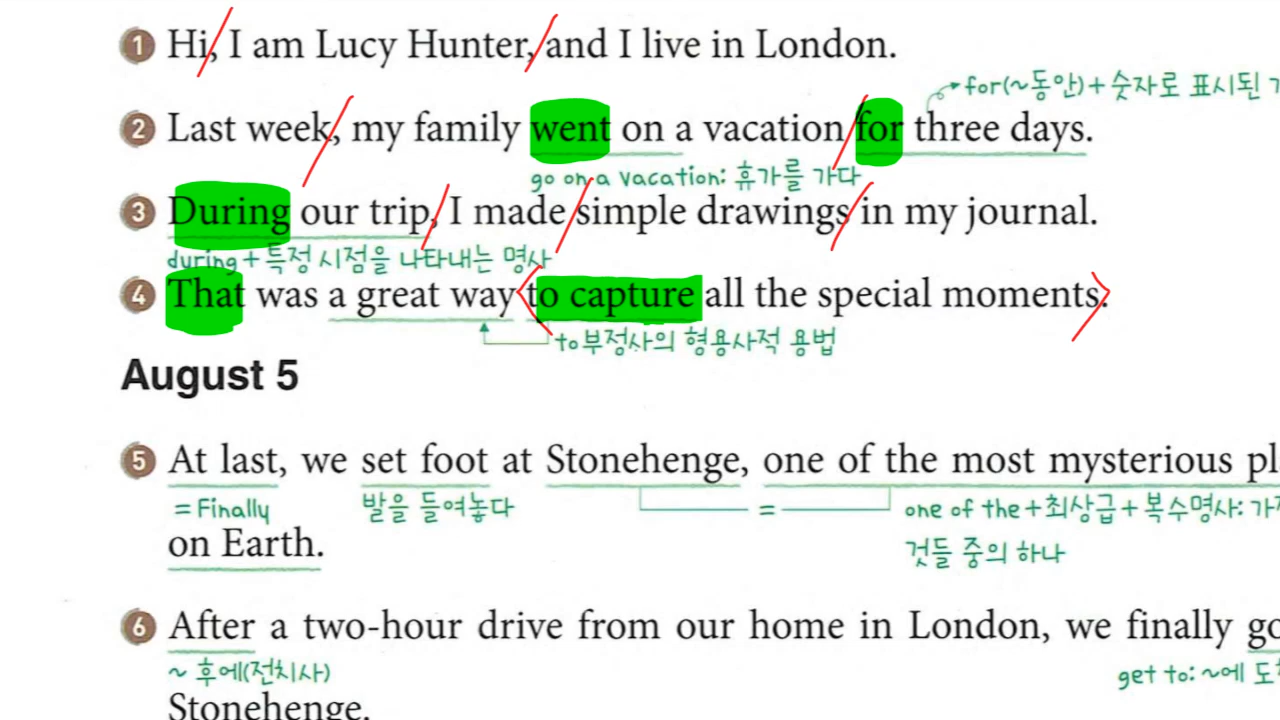 1 Hi, I am Lucy Hunter, and I live in London.
for(~동안)+ 숫자로 표시된
2 Last week, my family went on a vacation for three days.
go on a vacation: 휴가를 가다
3 During our trip, I made simple drawings in my journal.
during+특정 시점을 나타내는 명사
4 That was a great way to capture all the special moments.
to부정사의 형용사적 용법
August 5
5 At last, we set foot at Stonehenge, one of the most mysterious
= Finally 발을 들여놓다 = one of the+최상급+복수명사:
on Earth.
것들 중의 하나
6 After a two-hour drive from our home in London, we finally
~ 후에(전치사) get to: ~에
Stonehenge.